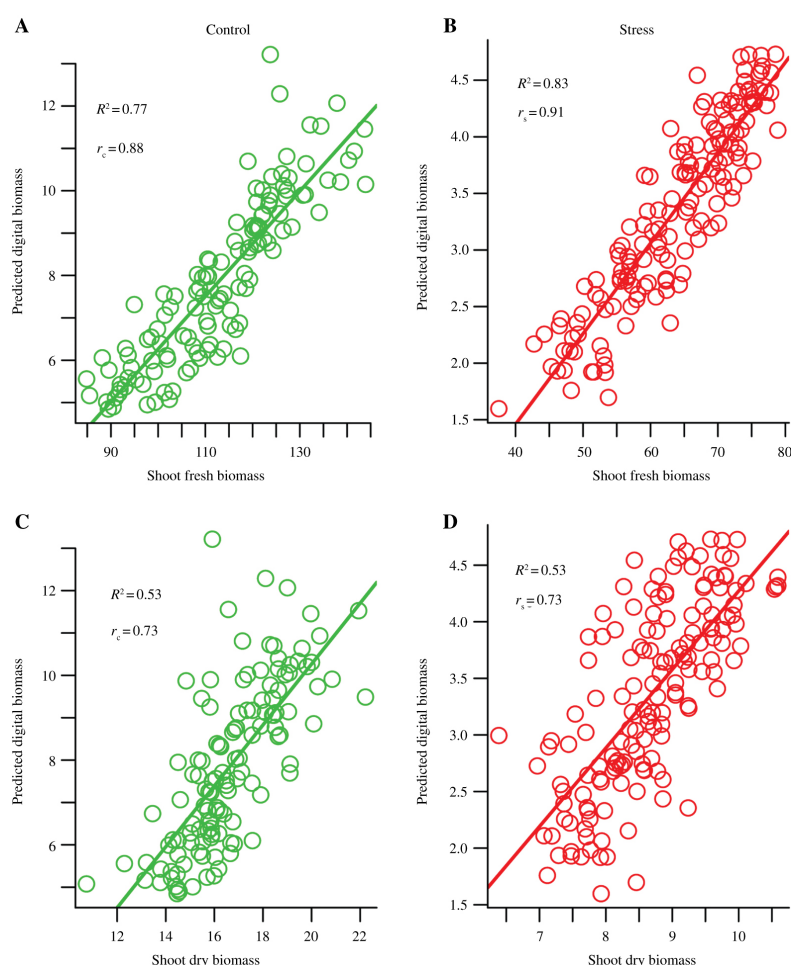 A
Control
B
Stress
R²=0.77
r_c=0.88
R²=0.83
r_s=0.91
Predicted digital biomass
12
10
8
6
90
110
130
Shoot fresh biomass
Predicted digital biomass
4.5
4.0
3.5
3.0
2.5
2.0
1.5
40
50
60
70
80
Shoot fresh biomass
C
D
R²=0.53
r_c=0.73
R²=0.53
r_s=0.73
Predicted digital biomass
12
10
8
6
12
14
16
18
20
22
Shoot dry biomass
Predicted digital biomass
4.5
4.0
3.5
3.0
2.5
2.0
1.5
7
8
9
10
Shoot dry biomass